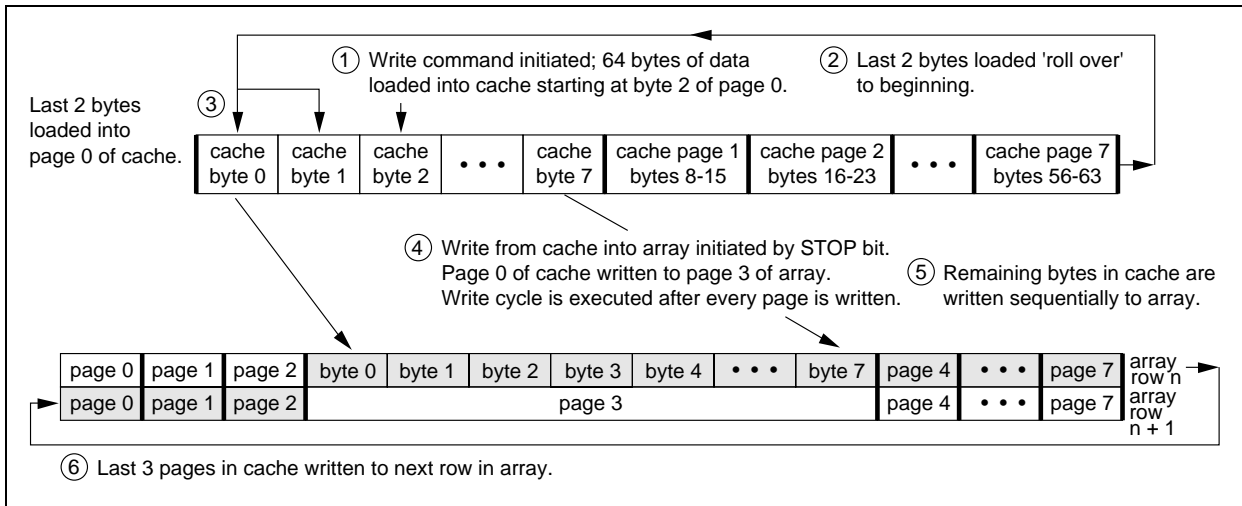 ① Write command initiated; 64 bytes of data
loaded into cache starting at byte 2 of page 0.
② Last 2 bytes loaded 'roll over'
to beginning.
Last 2 bytes
loaded into
page 0 of cache.
③
cache byte 0
cache byte 1
cache byte 2
• • •
cache byte 7
cache page 1 bytes 8-15
cache page 2 bytes 16-23
• • •
cache page 7 bytes 56-63
④ Write from cache into array initiated by STOP bit.
Page 0 of cache written to page 3 of array.
Write cycle is executed after every page is written.
⑤ Remaining bytes in cache are
written sequentially to array.
page 0 page 1 page 2 byte 0 byte 1 byte 2 byte 3 byte 4 • • • byte 7 page 4 • • • page 7 array row n
page 0 page 1 page 2 page 3 page 4 • • • page 7 array row n + 1
⑥ Last 3 pages in cache written to next row in array.